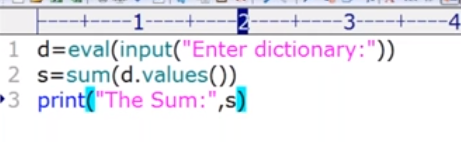 |----+----1----+----2----+----3----+----4
1 d=eval(input("Enter dictionary:"))
2 s=sum(d.values())
3 print("The Sum:",s)